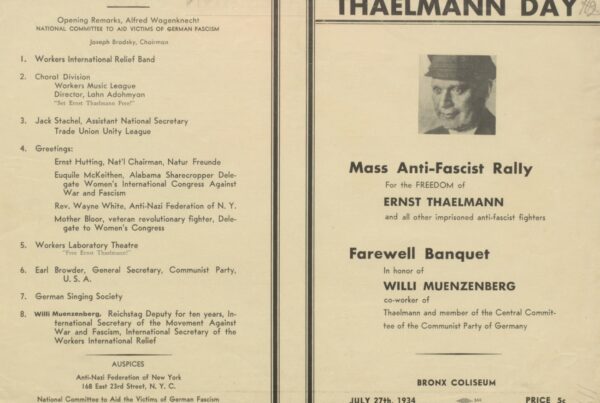 Opening Remarks, Alfred Wagenknecht
NATIONAL COMMITTEE TO AID VICTIMS OF GERMAN FASCISM
Joseph Brodsky, Chairman
1. Workers International Relief Band
2. Choral Division
Workers Music League
Director, Lahn Adohmyan
"Set Ernst Thaelmann Free!"
3. Jack Stachel, Assistant National Secretary
Trade Union Unity League
4. Greetings:
Ernst Hutting, Nat'l Chairman, Natur Freunde
Euquile McKeithen, Alabama Sharecropper Dele-
gate Women's International Congress Against
War and Fascism
Rev. Wayne White, Anti-Nazi Federation of N. Y.
Mother Bloor, veteran revolutionary fighter, Dele-
gate to Women's Congress
5. Workers Laboratory Theatre
"Free Ernst Thaelmann!"
6. Earl Browder, General Secretary, Communist Party,
U. S. A.
7. German Singing Society
8. Willi Muenzenberg, Reichstag Deputy for ten years, In-
ternational Secretary of the Movement Against
War and Fascism, International Secretary of the
Workers International Relief
AUSPICES
Anti-Nazi Federation of New York
168 East 23rd Street, N. Y. C.
National Committee to Aid the Victims of German Fascism
THAELMANN DAY
Mass Anti-Fascist Rally
For the FREEDOM of
ERNST THAELMANN
and all other imprisoned anti-fascist fighters
Farewell Banquet
In honor of
WILLI MUENZENBERG
co-worker of
Thaelmann and member of the Central Commit-
tee of the Communist Party of Germany
BRONX COLISEUM
JULY 27th, 1934
PRICE 5c